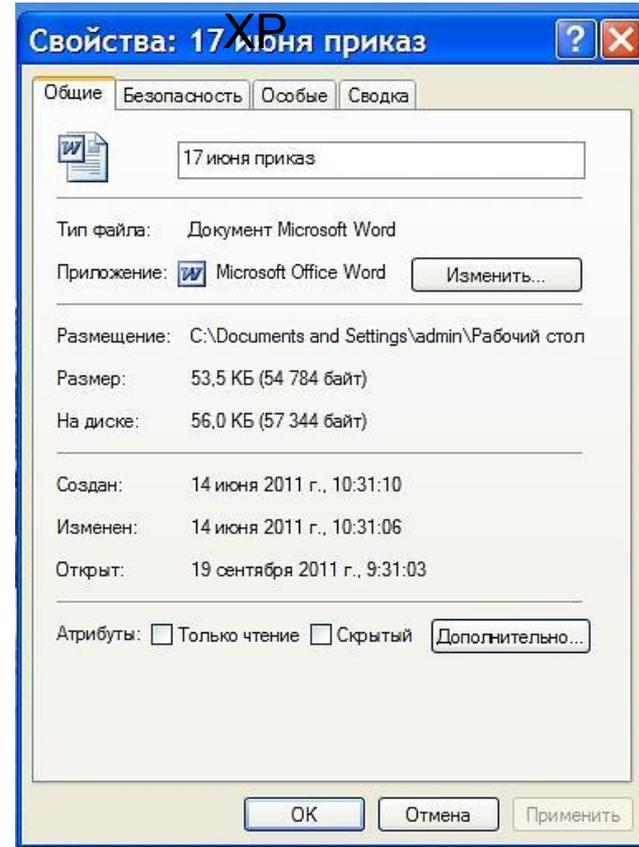 XP
Свойства: 17 июня приказ
Общие Безопасность Особые Сводка
17 июня приказ
Тип файла: Документ Microsoft Word
Приложение: Microsoft Office Word Изменить...
Размещение: C:\Documents and Settings\admin\Рабочий стол
Размер: 53,5 КБ (54 784 байт)
На диске: 56,0 КБ (57 344 байт)
Создан: 14 июня 2011 г., 10:31:10
Изменен: 14 июня 2011 г., 10:31:06
Открыт: 19 сентября 2011 г., 9:31:03
Атрибуты: Только чтение Скрытый Дополнительно...
ОК Отмена Применить